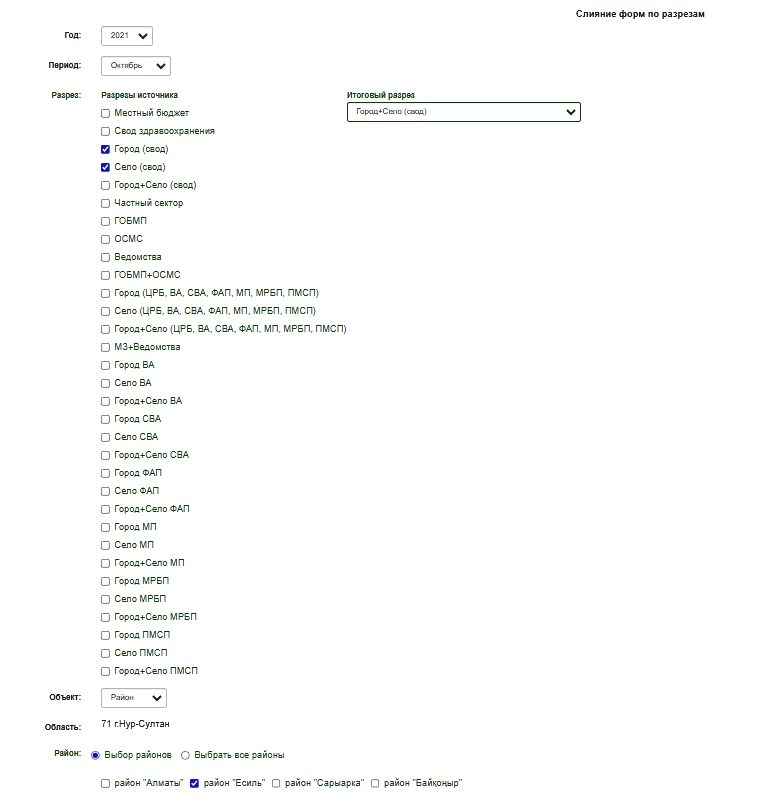 Слияние форм по разрезам
Год: 2021
Период: Октябрь
Разрез: Разрезы источника Итоговый разрез
Местный бюджет Город+Село (свод)
Свод здравоохранения
Город (свод)
Село (свод)
Город+Село (свод)
Частный сектор
ГОБМП
ОСМС
Ведомства
ГОБМП+ОСМС
Город (ЦРБ, ВА, СВА, ФАП, МП, МРБП, ПМСП)
Село (ЦРБ, ВА, СВА, ФАП, МП, МРБП, ПМСП)
Город+Село (ЦРБ, ВА, СВА, ФАП, МП, МРБП, ПМСП)
МЗ+Ведомства
Город ВА
Село ВА
Город+Село ВА
Город СВА
Село СВА
Город+Село СВА
Город ФАП
Село ФАП
Город+Село ФАП
Город МП
Село МП
Город+Село МП
Город МРБП
Село МРБП
Город+Село МРБП
Город ПМСП
Село ПМСП
Город+Село ПМСП
Объект: Район
Область: 71 г.Нур-Султан
Район: Выбор районов Выбрать все районы
район "Алматы" район "Есиль" район "Сарыарка" район "Байқоңыр"